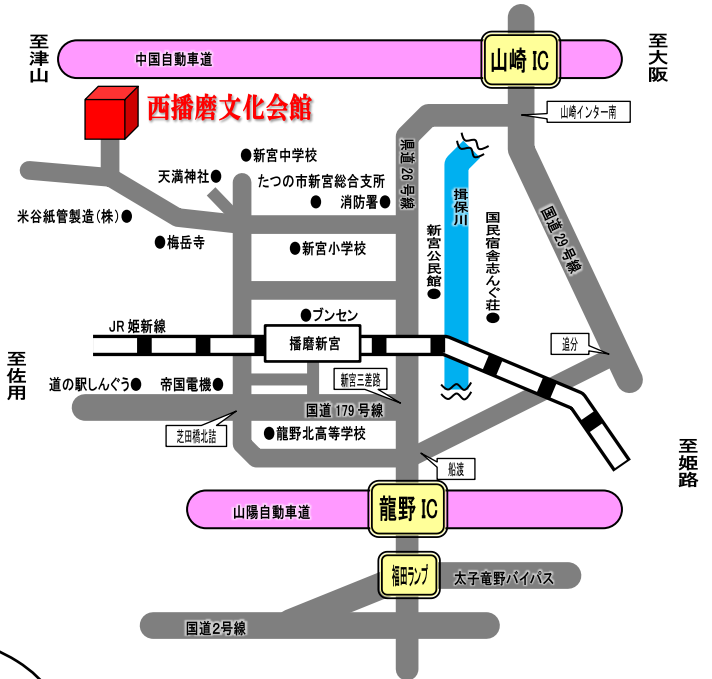 至津山
中国自動車道
山崎 IC
至大阪
西播磨文化会館
山崎インター南
新宮中学校
県道26号線
天満神社
たつの市新宮総合支所
消防署
揖保川
米谷紙管製造(株)
梅岳寺
新宮小学校
新宮公民館
国民宿舎志んぐ荘
国道29号線
ブンセン
JR 姫新線
播磨新宮
追分
至佐用
道の駅しんぐう
帝国電機
新宮三差路
国道 179 号線
芝田橋北詰
龍野北高等学校
船渡
至姫路
山陽自動車道
龍野 IC
福田ランプ
太子竜野バイパス
国道2号線